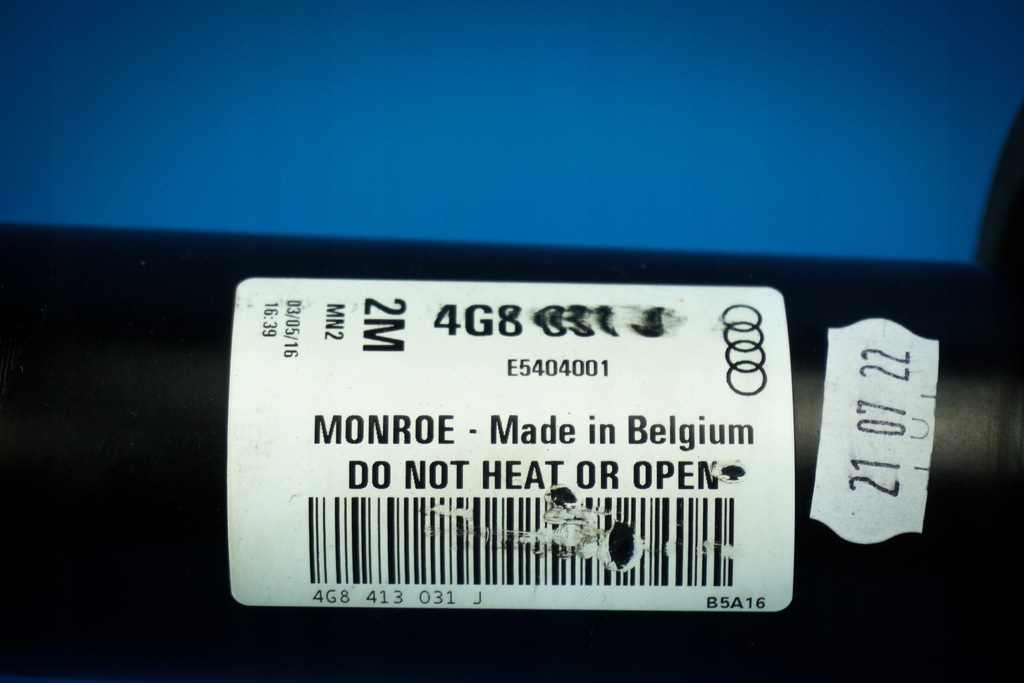 03/05/16
16:39
MN2
2M
4G8 031 J
E5404001
MONROE - Made in Belgium
DO NOT HEAT OR OPEN
4G8 413 031 J
B5A16
21 07 22